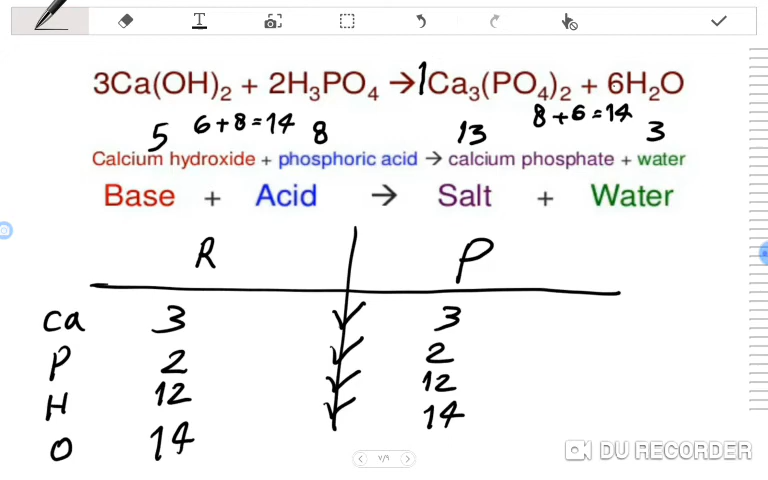 T
3Ca(OH)₂ + 2H₃PO₄ → 1Ca₃(PO₄)₂ + 6H₂O
5 6+8=14 8 13 8+6=14 3
Calcium hydroxide + phosphoric acid → calcium phosphate + water
Base + Acid → Salt + Water
R P
Ca 3 3
P 2 2
H 12 12
O 14 14
٧/٩
DU RECORDER